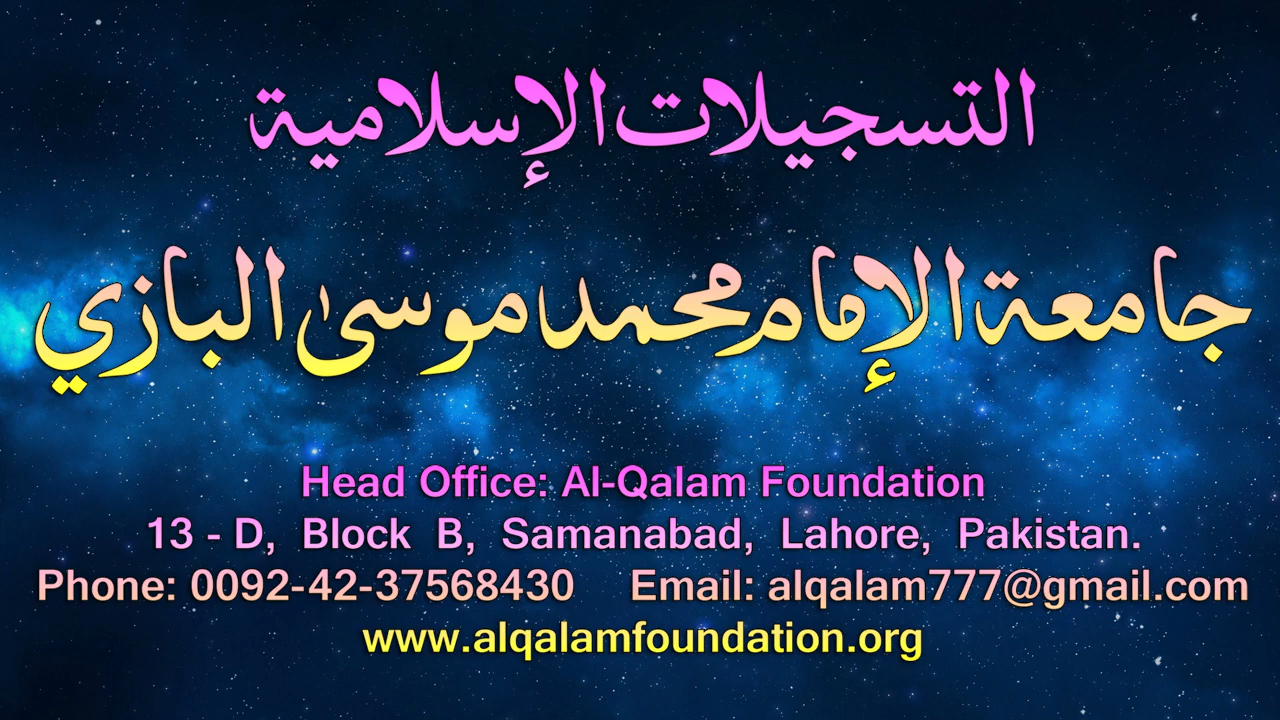 التسجيلات الإسلامية
جامعة الإمام محمد موسىٰ البازي
Head Office: Al-Qalam Foundation
13 - D, Block B, Samanabad, Lahore, Pakistan.
Phone: 0092-42-37568430 Email: alqalam777@gmail.com
www.alqalamfoundation.org